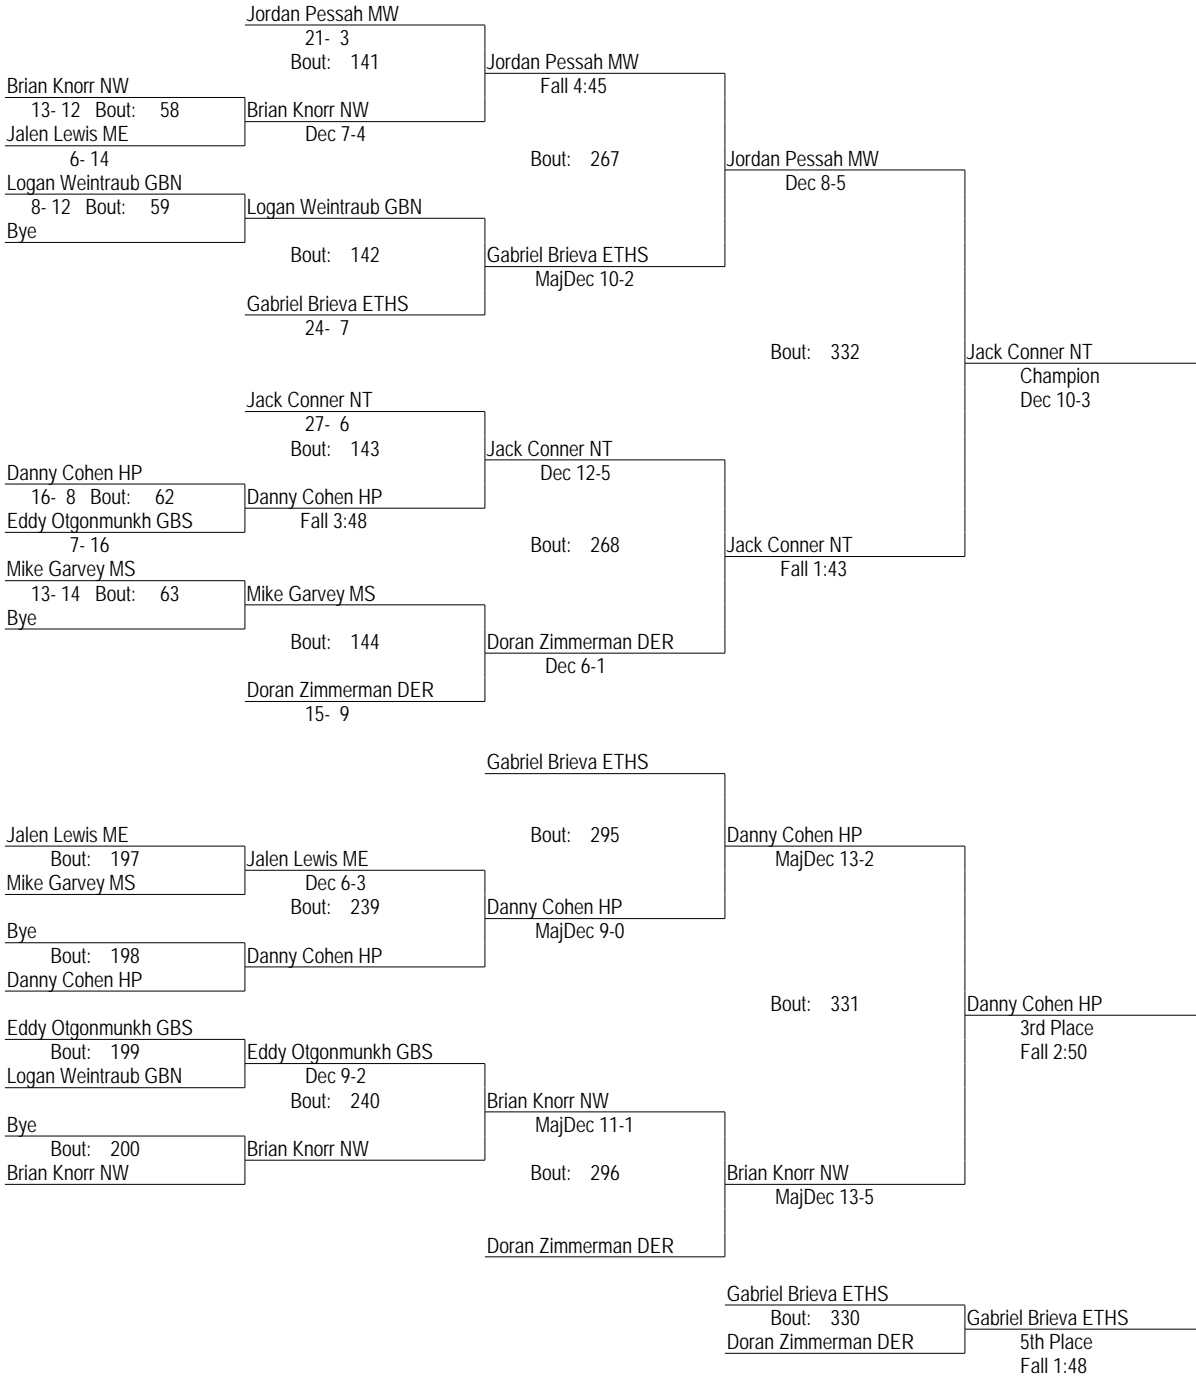 Jordan Pessah MW
21- 3
Bout: 141
Jordan Pessah MW
Fall 4:45
Brian Knorr NW
13- 12 Bout: 58
Brian Knorr NW
Dec 7-4
Jalen Lewis ME
6- 14
Bout: 267
Jordan Pessah MW
Dec 8-5
Logan Weintraub GBN
8- 12 Bout: 59
Logan Weintraub GBN
Bye
Bout: 142
Gabriel Brieva ETHS
MajDec 10-2
Gabriel Brieva ETHS
24- 7
Bout: 332
Jack Conner NT
Champion
Dec 10-3
Jack Conner NT
27- 6
Bout: 143
Jack Conner NT
Dec 12-5
Danny Cohen HP
16- 8 Bout: 62
Danny Cohen HP
Fall 3:48
Eddy Otgonmunkh GBS
7- 16
Bout: 268
Jack Conner NT
Fall 1:43
Mike Garvey MS
13- 14 Bout: 63
Mike Garvey MS
Bye
Bout: 144
Doran Zimmerman DER
Dec 6-1
Doran Zimmerman DER
15- 9
Gabriel Brieva ETHS
Bout: 295
Danny Cohen HP
MajDec 13-2
Jalen Lewis ME
Bout: 197
Jalen Lewis ME
Dec 6-3
Mike Garvey MS
Bout: 239
Danny Cohen HP
MajDec 9-0
Bye
Bout: 198
Danny Cohen HP
Danny Cohen HP
Bout: 331
Danny Cohen HP
3rd Place
Fall 2:50
Eddy Otgonmunkh GBS
Bout: 199
Eddy Otgonmunkh GBS
Dec 9-2
Logan Weintraub GBN
Bout: 240
Brian Knorr NW
MajDec 11-1
Bye
Bout: 200
Brian Knorr NW
Brian Knorr NW
Bout: 296
Brian Knorr NW
MajDec 13-5
Doran Zimmerman DER
Gabriel Brieva ETHS
Bout: 330
Gabriel Brieva ETHS
Doran Zimmerman DER
5th Place
Fall 1:48